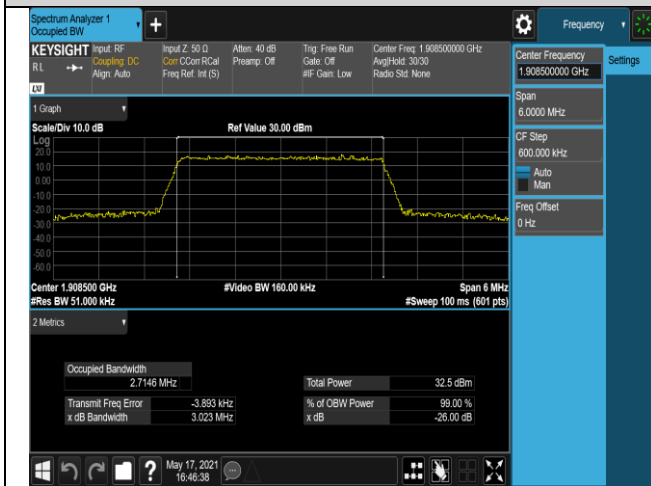 Spectrum Analyzer 1
Occupied BW
+
Frequency
KEYSIGHT
RL
LXI
Input: RF
Coupling: DC
Align: Auto
Input Z: 50 Ω
Corr CCorr RCal
Freq Ref: Int (S)
Atten: 40 dB
Preamp: Off
Trig: Free Run
Gate: Off
#IF Gain: Low
Center Freq: 1.908500000 GHz
Avg|Hold: 30/30
Radio Std: None
Center Frequency
1.908500000 GHz
Settings
Span
6.0000 MHz
CF Step
600.000 kHz
Auto
Man
Freq Offset
0 Hz
1 Graph
Scale/Div 10.0 dB
Ref Value 30.00 dBm
Log
20.0
10.0
0.00
-10.0
-20.0
-30.0
-40.0
-50.0
-60.0
Center 1.908500 GHz
#Video BW 160.00 kHz
Span 6 MHz
#Res BW 51.000 kHz
#Sweep 100 ms (601 pts)
2 Metrics
Occupied Bandwidth
2.7146 MHz
Total Power 32.5 dBm
Transmit Freq Error -3.893 kHz
% of OBW Power 99.00 %
x dB Bandwidth 3.023 MHz
x dB -26.00 dB
?
May 17, 2021
16:46:38